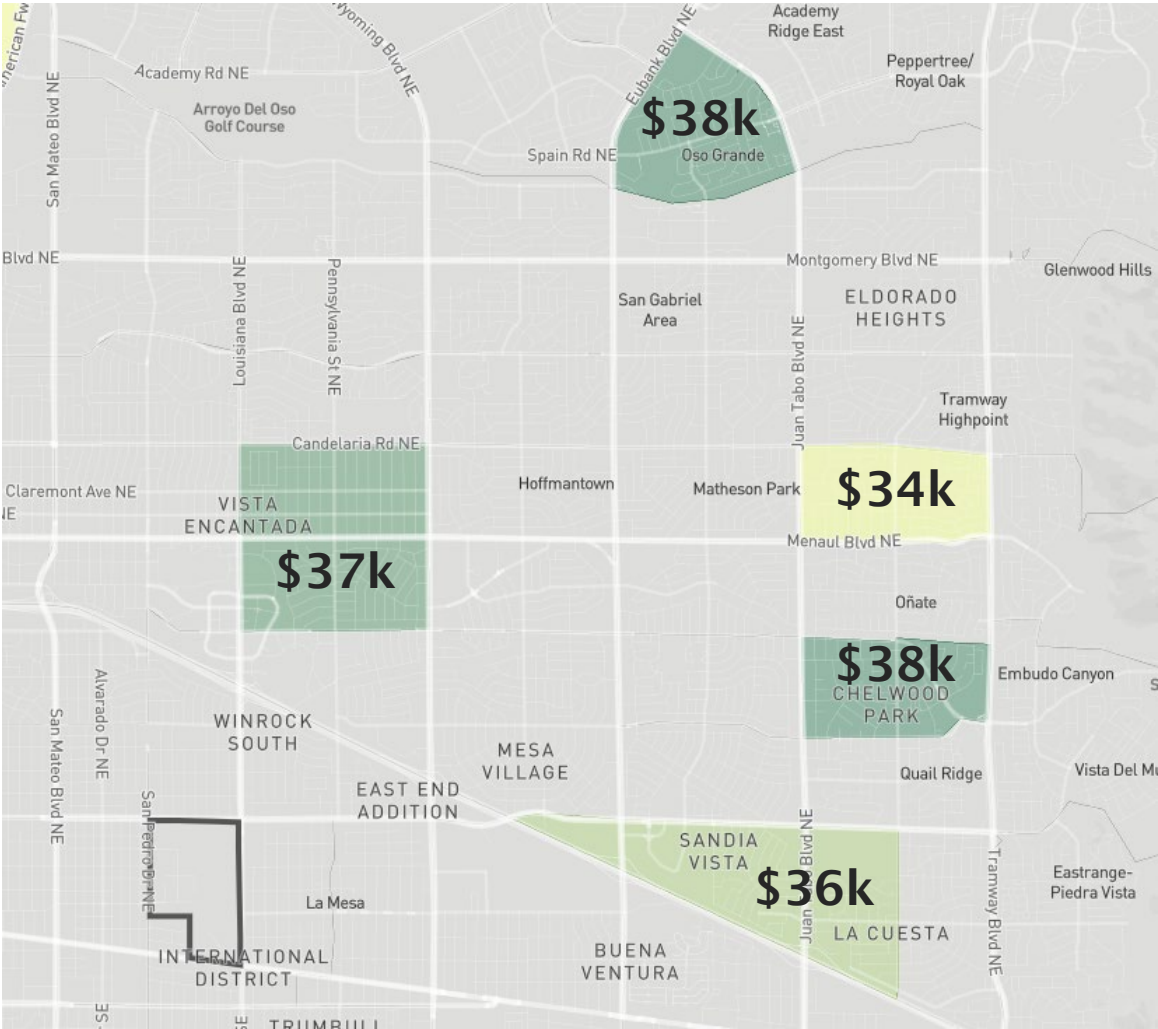 Academy
Ridge East
Wyoming Blvd NE
Eubank Blvd NE
Academy Rd NE
Peppertree/
Royal Oak
San Mateo Blvd NE
Arroyo Del Oso
Golf Course
$38k
Spain Rd NE
Oso Grande
Blvd NE
Montgomery Blvd NE
Glenwood Hills
Louisiana Blvd NE
Pennsylvania St NE
San Gabriel
Area
ELDORADO
HEIGHTS
Juan Tabo Blvd NE
Tramway
Highpoint
Candelaria Rd NE
Claremont Ave NE
NE
VISTA
ENCANTADA
Hoffmantown
Matheson Park
$34k
Menaul Blvd NE
$37k
Oñate
$38k
CHELWOOD
PARK
Embudo Canyon
S
Alvarado Dr NE
San Mateo Blvd NE
WINROCK
SOUTH
MESA
VILLAGE
Quail Ridge
Vista Del Mu
EAST END
ADDITION
San Pedro Dr NE
SANDIA
VISTA
Juan Tabo Blvd NE
$36k
Tramway Blvd NE
Eastrange-
Piedra Vista
La Mesa
LA CUESTA
INTERNATIONAL
DISTRICT
BUENA
VENTURA
SE
SE
TRUMBULL